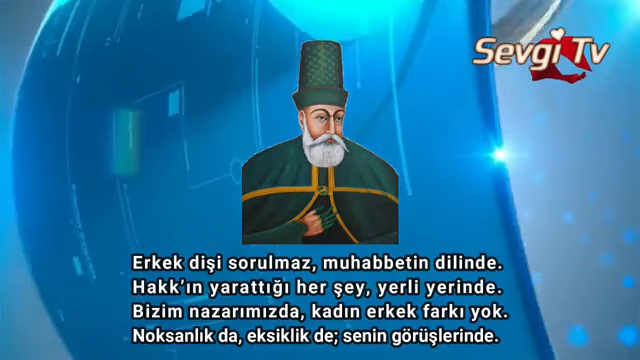 Sevgi Tv
Erkek dişi sorulmaz, muhabbetin dilinde.
Hakk’ın yarattığı her şey, yerli yerinde.
Bizim nazarımızda, kadın erkek farkı yok.
Noksanlık da, eksiklik de; senin görüşlerinde.